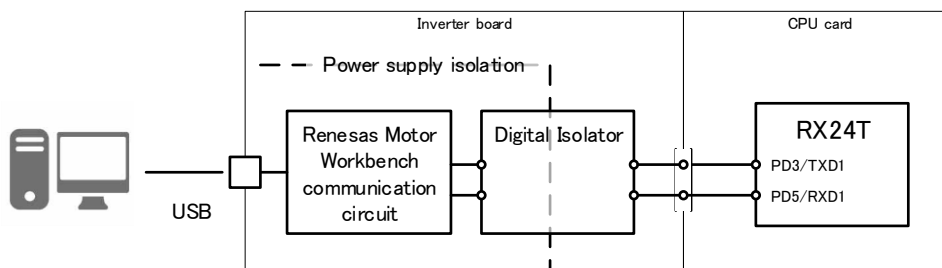 Inverter board
CPU card
Power supply isolation
Renesas Motor
Workbench
communication
circuit
Digital Isolator
RX24T
PD3/TXD1
PD5/RXD1
USB